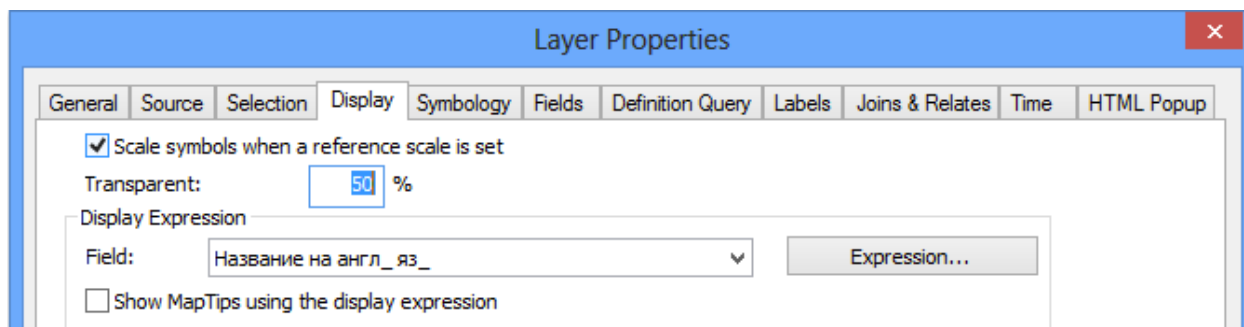 Layer Properties
General Source Selection Display Symbology Fields Definition Query Labels Joins & Relates Time HTML Popup
Scale symbols when a reference scale is set
Transparent: 50 %
Display Expression
Field: Название на англ_ яз_ Expression...
Show MapTips using the display expression